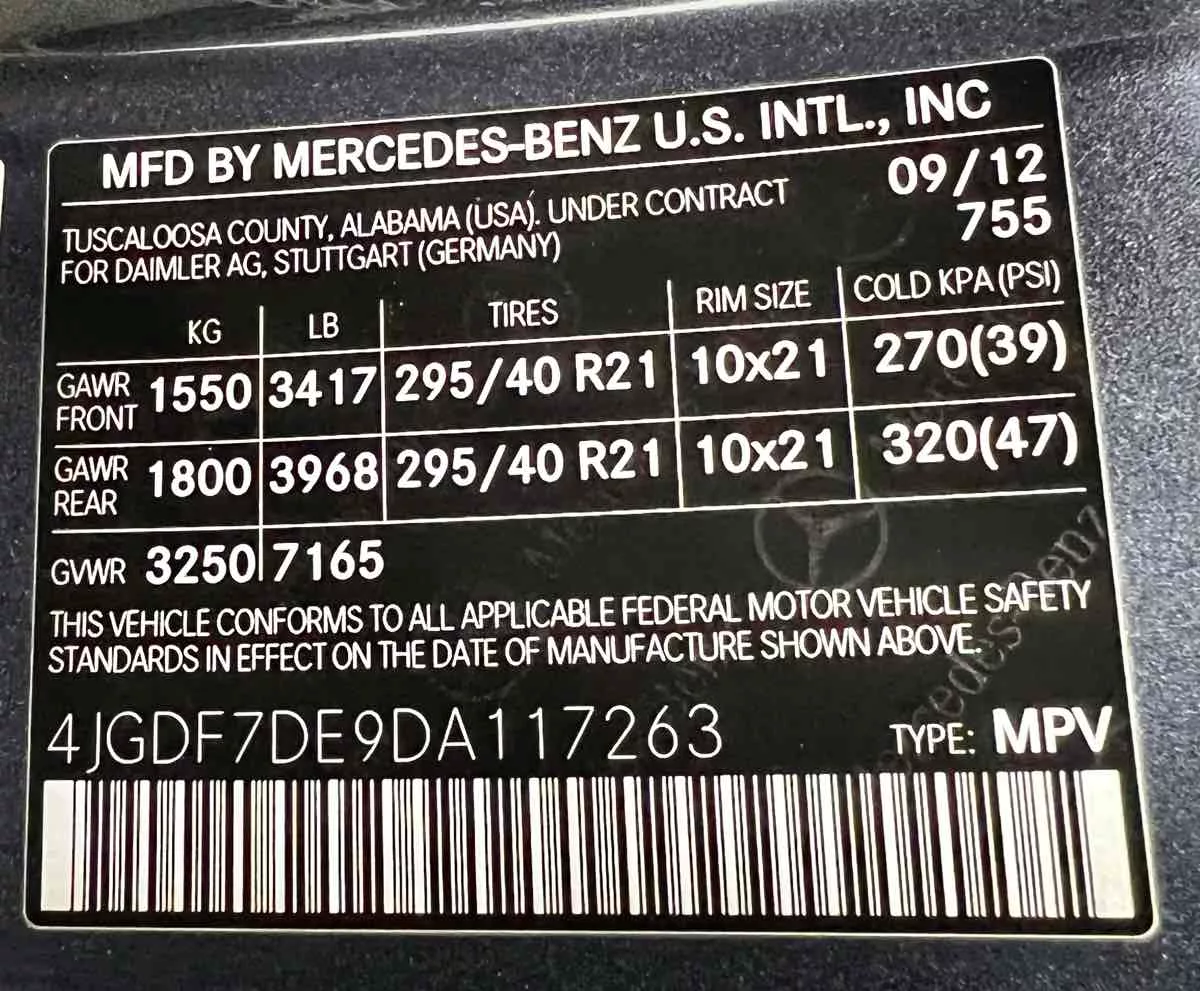 MFD BY MERCEDES-BENZ U.S. INTL., INC
TUSCALOOSA COUNTY, ALABAMA (USA). UNDER CONTRACT 09/12
FOR DAIMLER AG, STUTTGART (GERMANY) 755
KG LB TIRES RIM SIZE COLD KPA (PSI)
GAWR FRONT 1550 3417 295/40 R21 10x21 270(39)
GAWR REAR 1800 3968 295/40 R21 10x21 320(47)
GVWR 3250 7165
THIS VEHICLE CONFORMS TO ALL APPLICABLE FEDERAL MOTOR VEHICLE SAFETY
STANDARDS IN EFFECT ON THE DATE OF MANUFACTURE SHOWN ABOVE.
4JGDF7DE9DA117263 TYPE: MPV